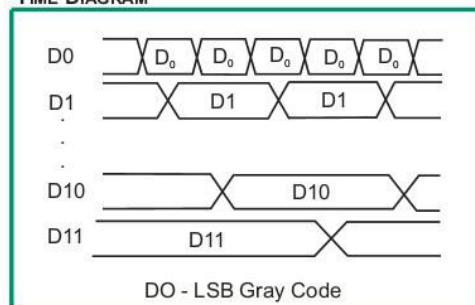 TIME DIAGRAM
D0 D₀ D₀ D₀ D₀ D₀
D1 D1 D1
.
.
.
D10 D10
D11 D11
DO - LSB Gray Code